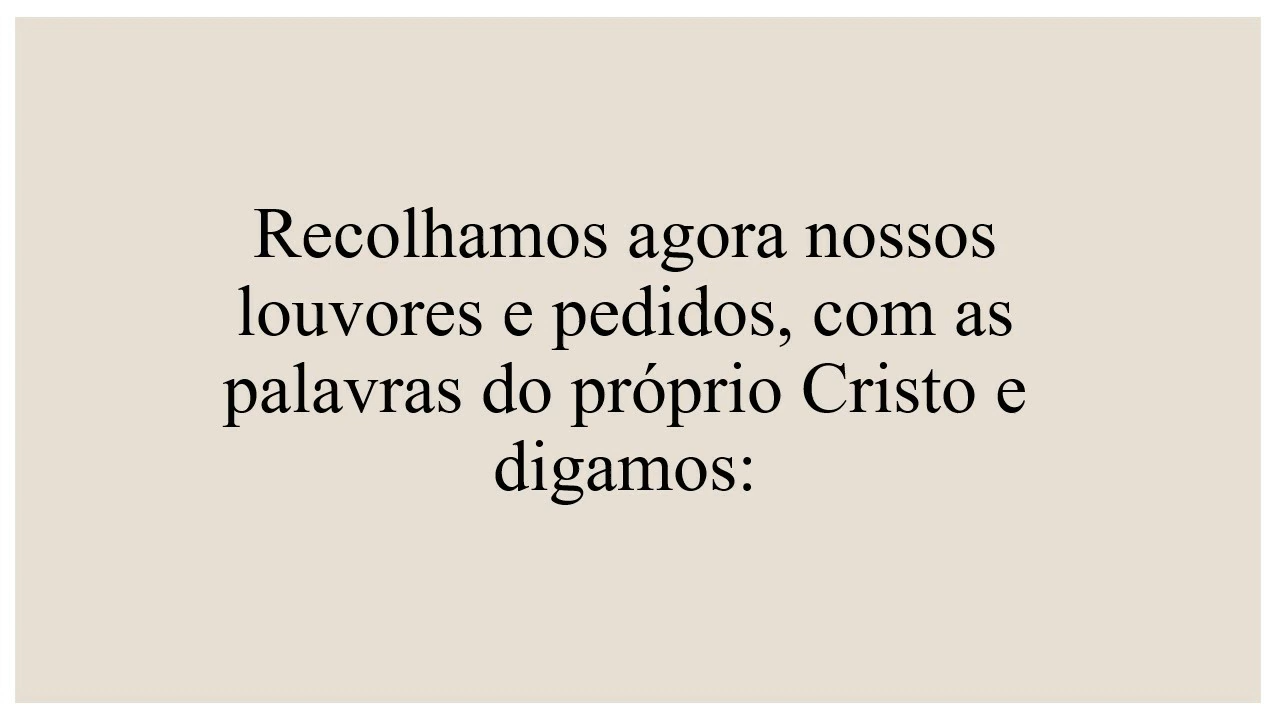 Recolhamos agora nossos
louvores e pedidos, com as
palavras do próprio Cristo e
digamos: